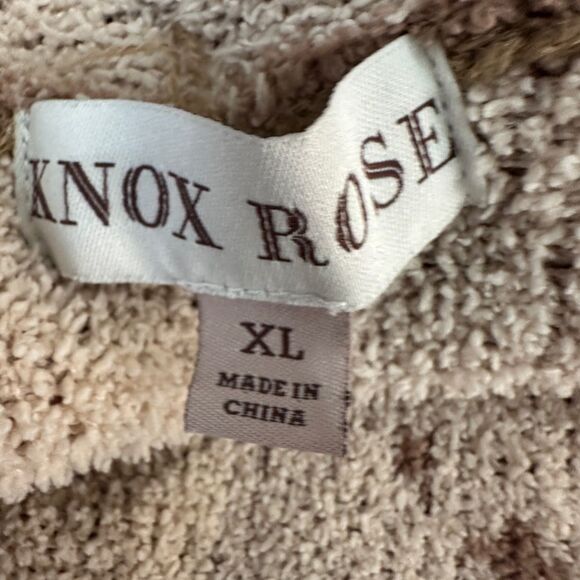 KNOX ROSE
XL
MADE IN
CHINA